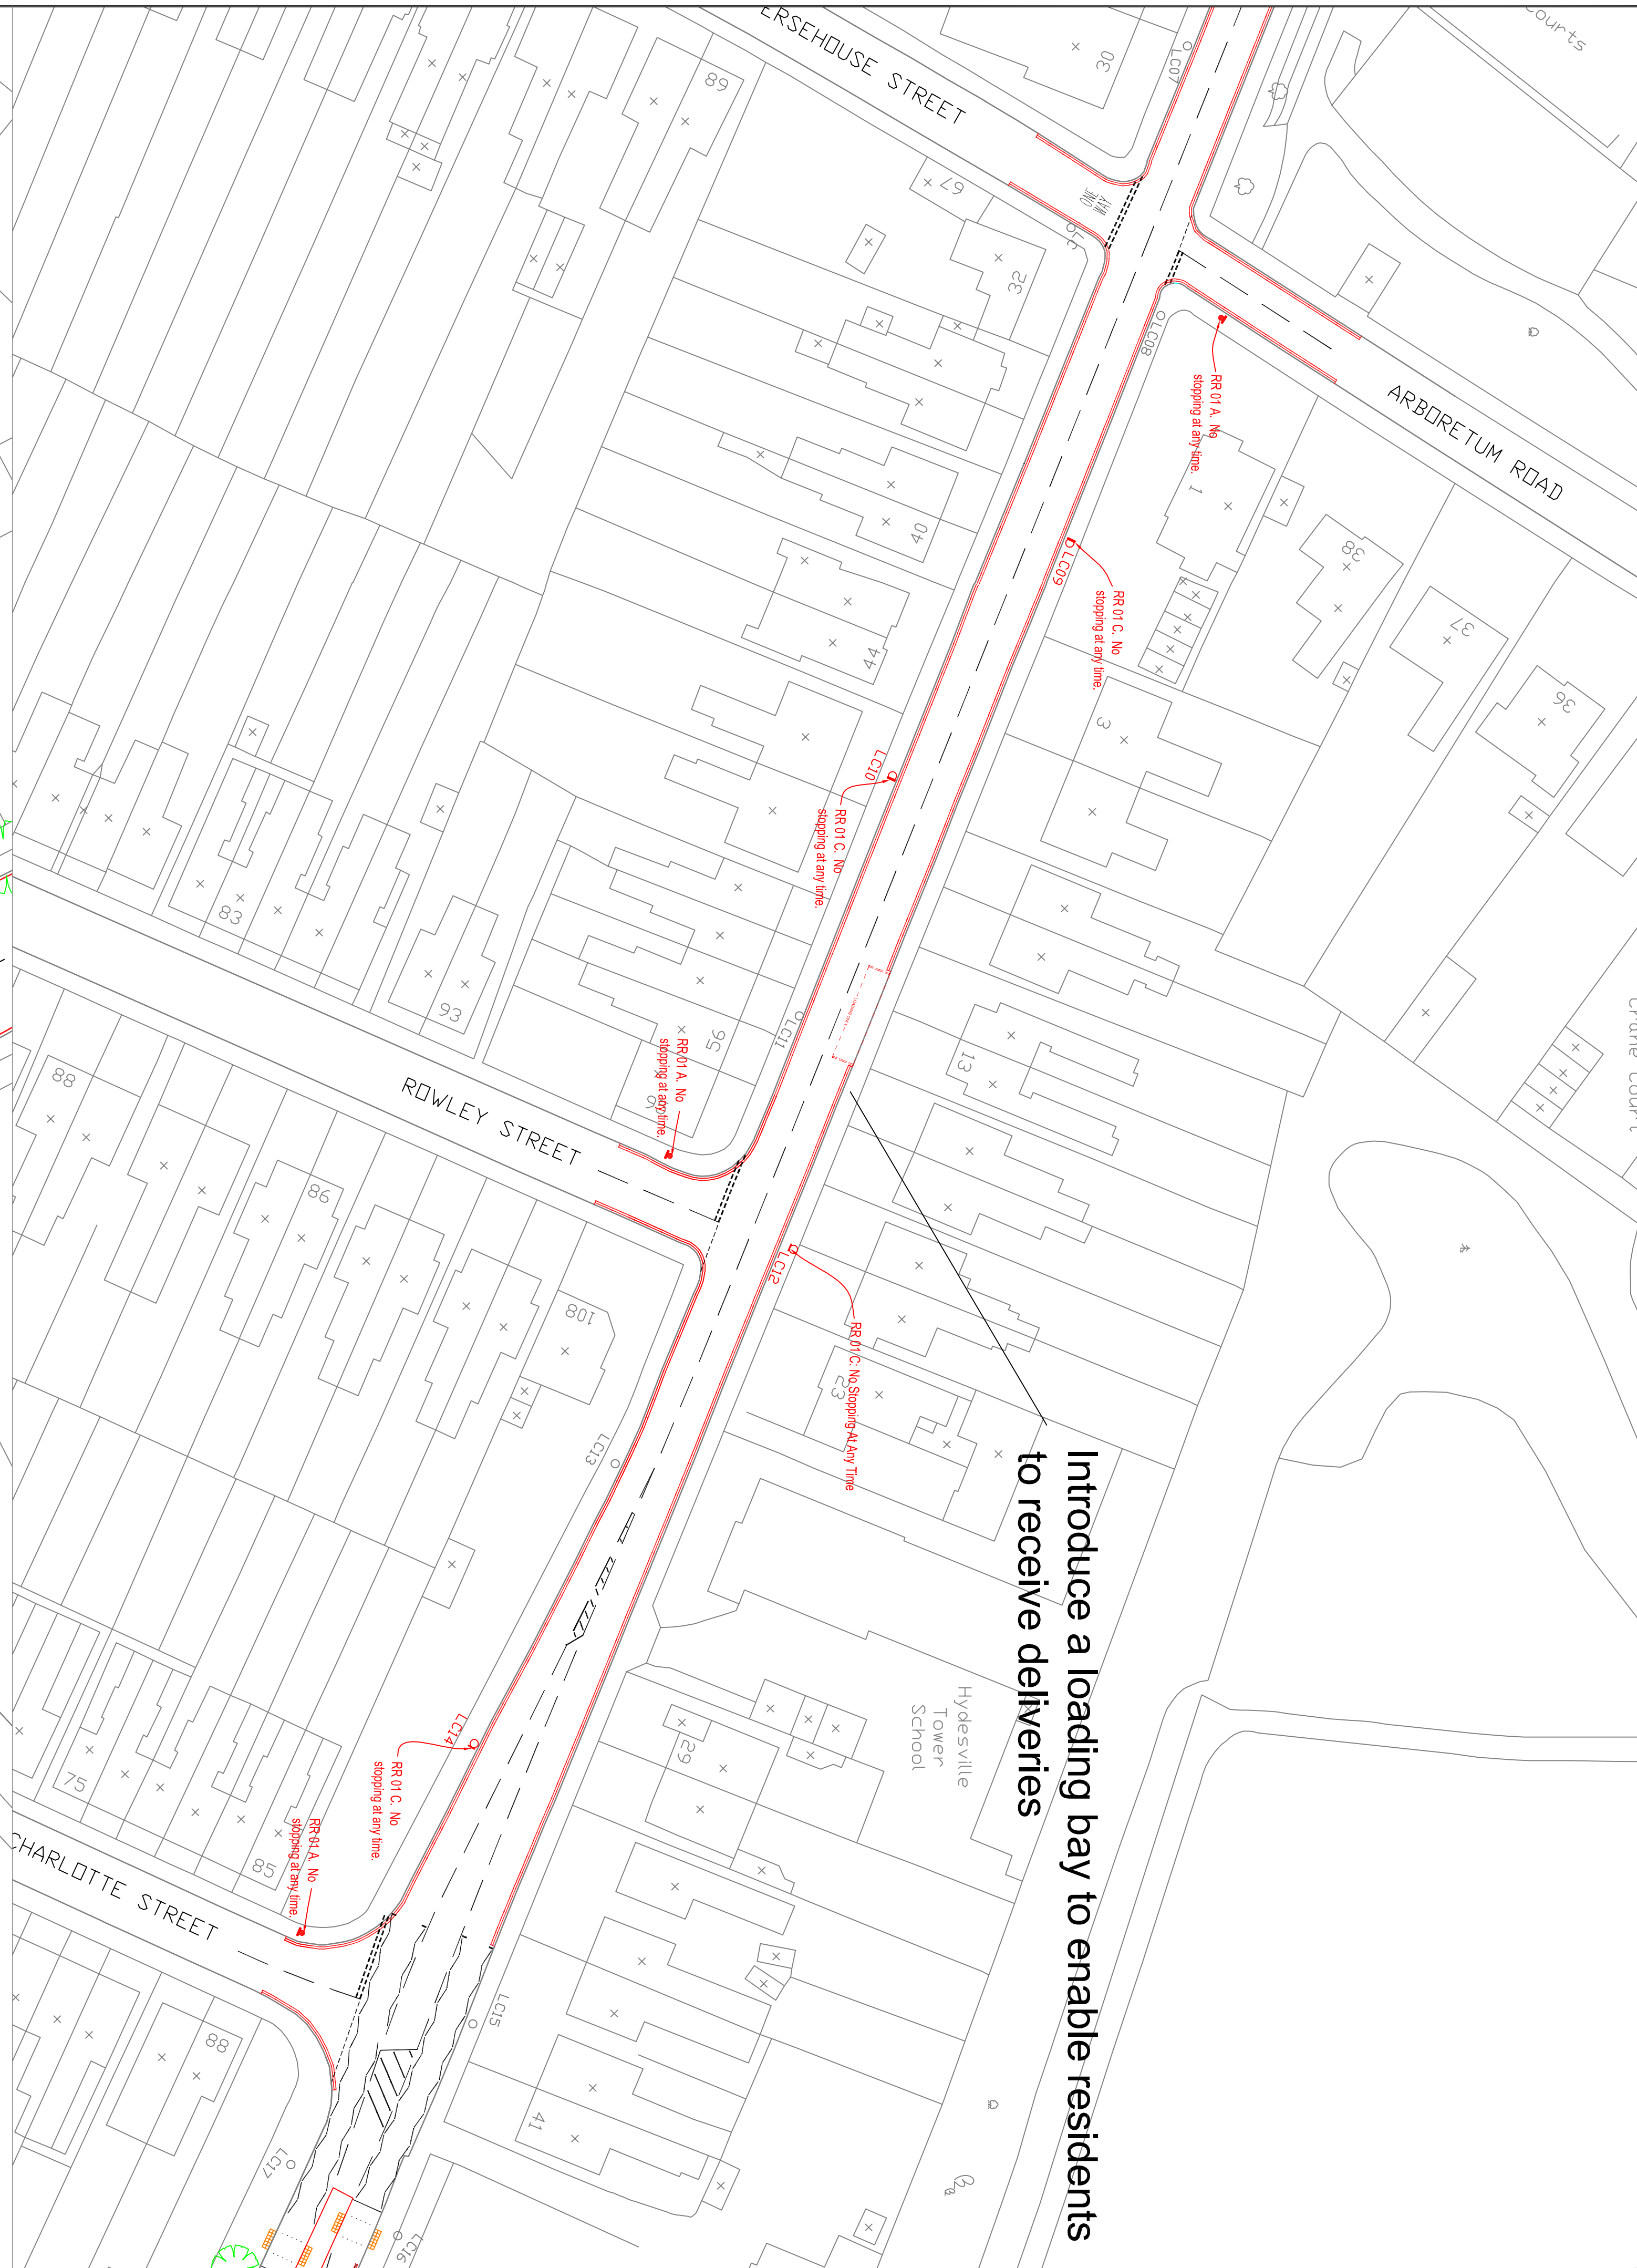 Courts
ERSEHOUSE STREET
30
LC07
89
67
ONE
WAY
LC
32
LC08
RR 01 A. No
stopping at any time.
ARBORETUM ROAD
1
40
LC09
38
RR 01 C. No
stopping at any time.
37
44
36
3
LC10
RR 01 C. No
stopping at any time.
83
93
LC11
13
56
RR 01 A. No
stopping at any time.
88
ROWLEY STREET
98
LC12
108
RR 01 C. No Stopping At Any Time
23
LC13
Introduce a loading bay to enable residents
to receive deliveries
Hydesville
Tower
School
29
LC14
RR 01 C. No
stopping at any time.
75
85
RR 01 A. No
stopping at any time.
CHARLOTTE STREET
88
LC15
41
LC17
LC16